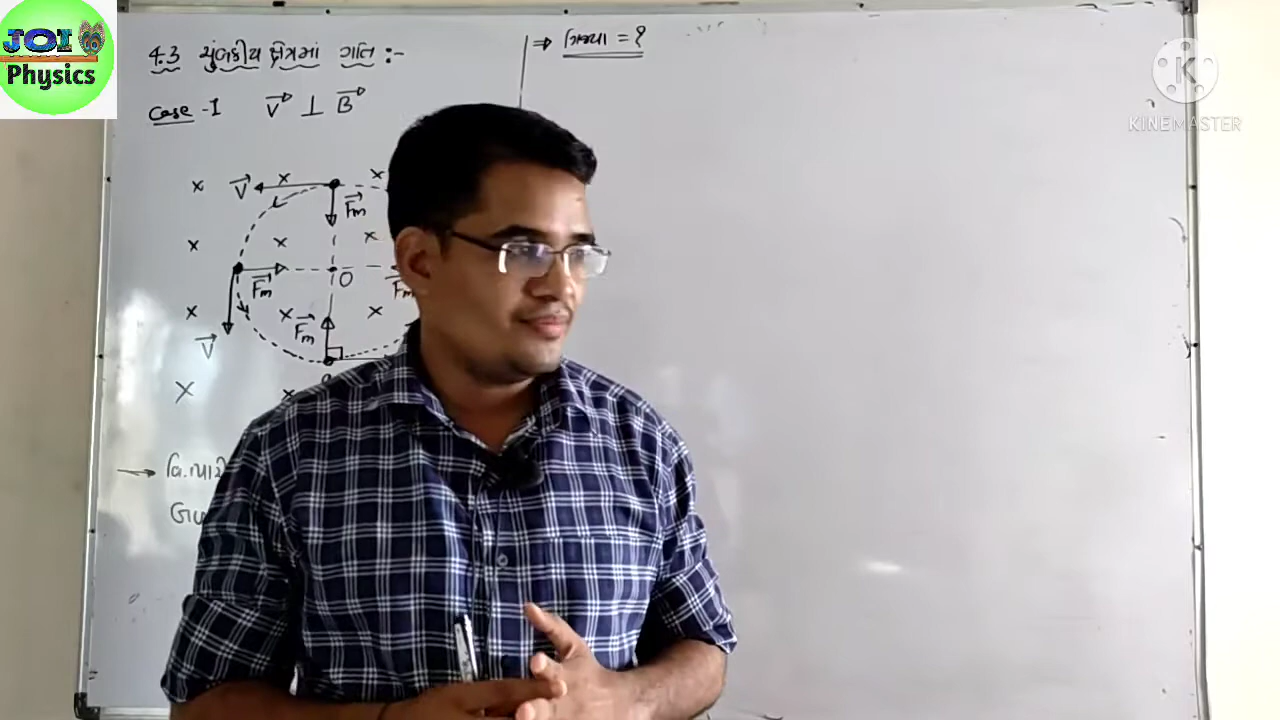 JOI
Physics
4.3 ચુંબકીય ક્ષેત્રમાં ગતિ :-
Case - I V⃗ ⊥ B⃗
⇒ ત્રિજ્યા = ?
KINEMASTER
x x x
V⃗
F⃗m
x x x
F⃗m O F⃗m
x x x
F⃗m
V⃗
x x